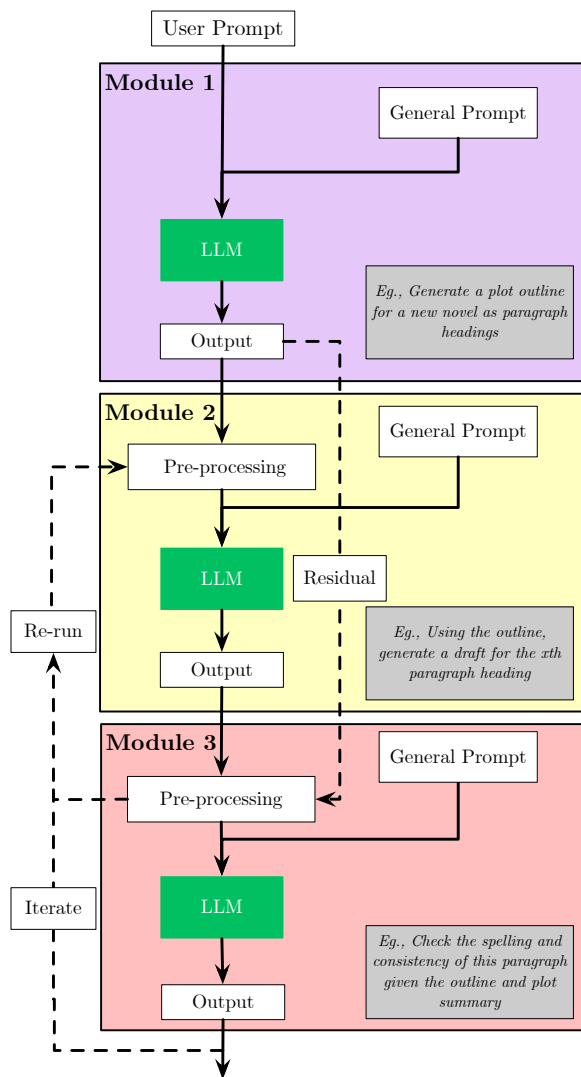 User Prompt
Module 1
General Prompt
LLM
Eg., Generate a plot outline
for a new novel as paragraph
headings
Output
Module 2
General Prompt
Pre-processing
LLM
Residual
Re-run
Eg., Using the outline,
generate a draft for the xth
paragraph heading
Output
Module 3
General Prompt
Pre-processing
LLM
Iterate
Eg., Check the spelling and
consistency of this paragraph
given the outline and plot
summary
Output